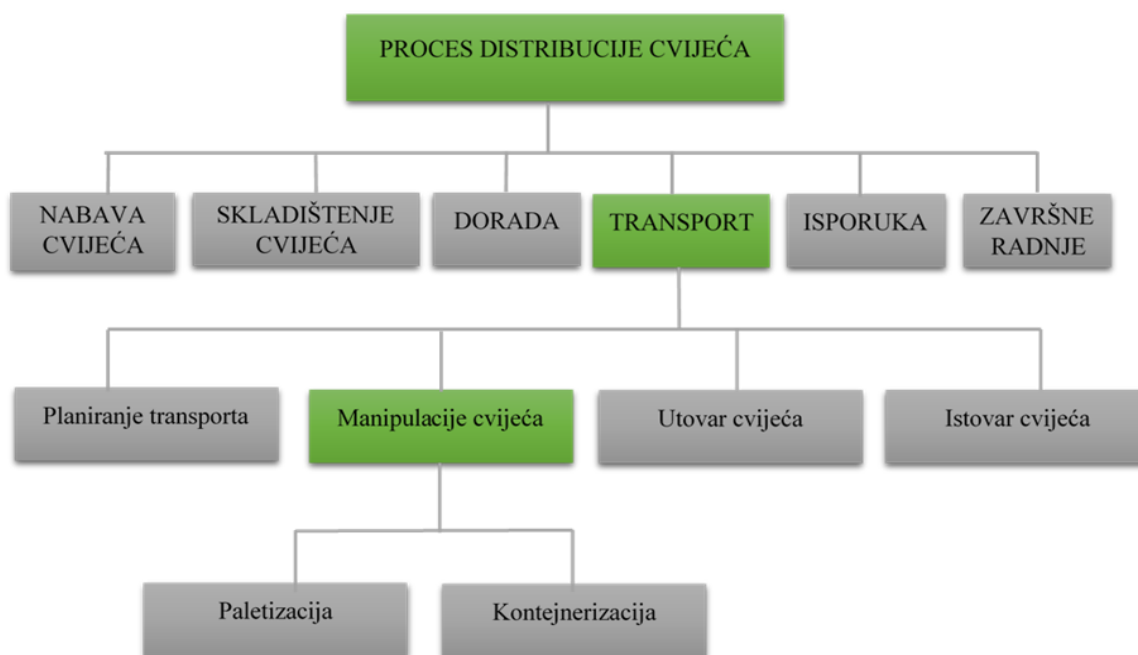 PROCES DISTRIBUCIJE CVIJEĆA
NABAVA
CVIJEĆA
SKLADIŠTENJE
CVIJEĆA
DORADA
TRANSPORT
ISPORUKA
ZAVRŠNE
RADNJE
Planiranje transporta
Manipulacije cvijeća
Utovar cvijeća
Istovar cvijeća
Paletizacija
Kontejnerizacija